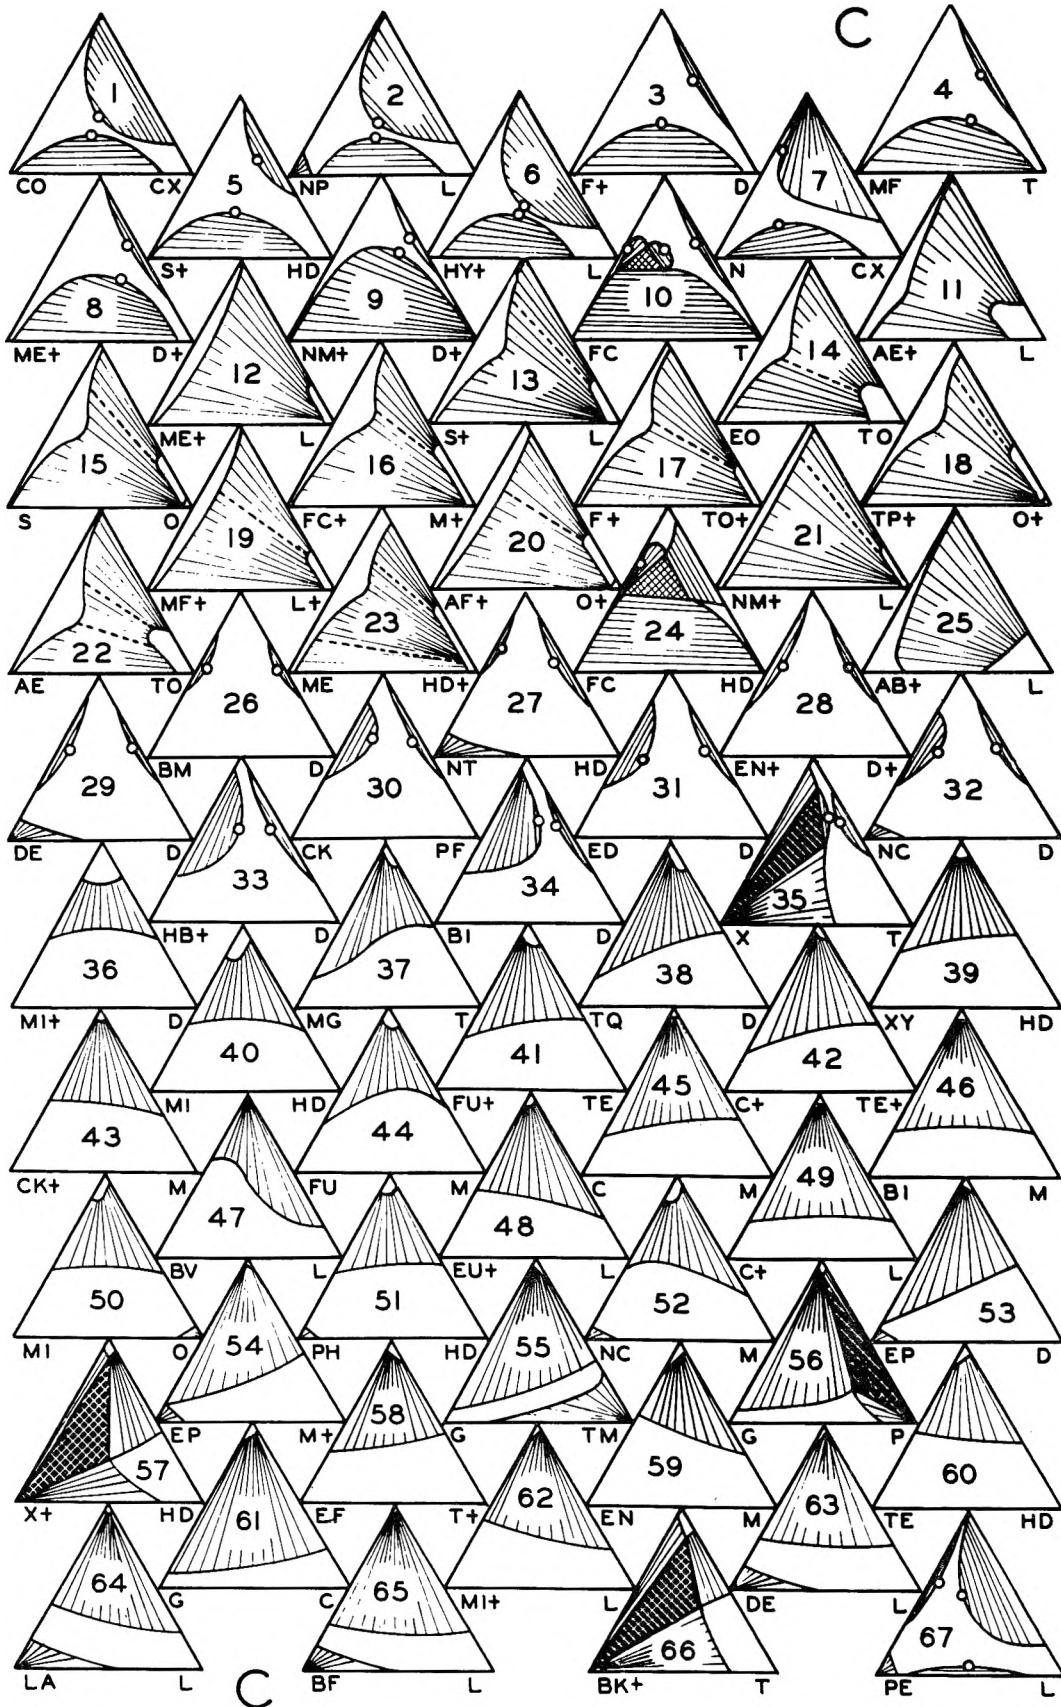 C
1 2 3 4
CO CX NP L F+ D MF T
5 6 7
S+ HD HY+ L N CX
8 9 10 11
ME+ D+ NM+ D+ FC T AE+ L
12 13 14
ME+ L S+ L EO TO
15 16 17 18
S O FC+ M+ F+ TO+ TP+ O+
19 20 21
MF+ L+ AF+ O+ NM+ L
22 23 24 25
AE TO ME HD+ FC HD AB+ L
26 27 28
BM D NT HD EN+ D+
29 30 31 32
DE D CK PF ED D NC D
33 34 35
HB+ D BI D X T
36 37 38 39
MI+ D MG T TQ D XY HD
40 41 42
MI HD FU+ TE C+ TE+
43 44 45 46
CK+ M FU M C M BI M
47 48 49
BV L EU+ L C+ L
50 51 52 53
MI O PH HD NC M EP D
54 55 56
EP M+ G TM G P
57 58 59 60
X+ HD EF T+ EN M TE HD
61 62 63
G C MI+ L DE L
64 65 66 67
LA L C BF L BK+ T PE L